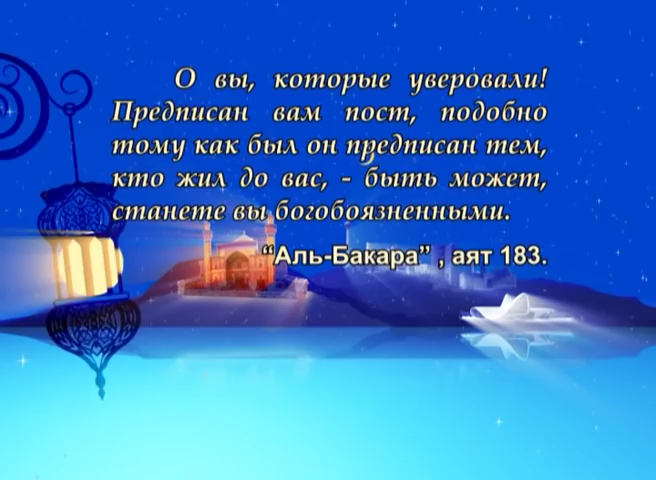 О вы, которые уверовали!
Предписан вам пост, подобно
тому как был он предписан тем,
кто жил до вас, - быть может,
станете вы богобоязненными.
“Аль-Бакара” , аят 183.